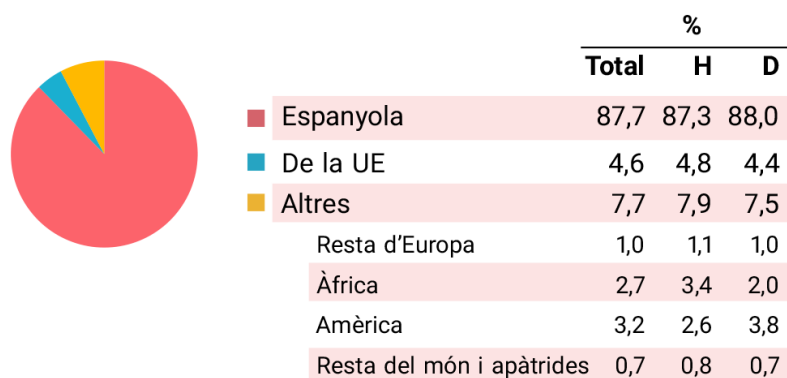 %
Total H D
Espanyola 87,7 87,3 88,0
De la UE 4,6 4,8 4,4
Altres 7,7 7,9 7,5
Resta d'Europa 1,0 1,1 1,0
Àfrica 2,7 3,4 2,0
Amèrica 3,2 2,6 3,8
Resta del món i apàtrides 0,7 0,8 0,7